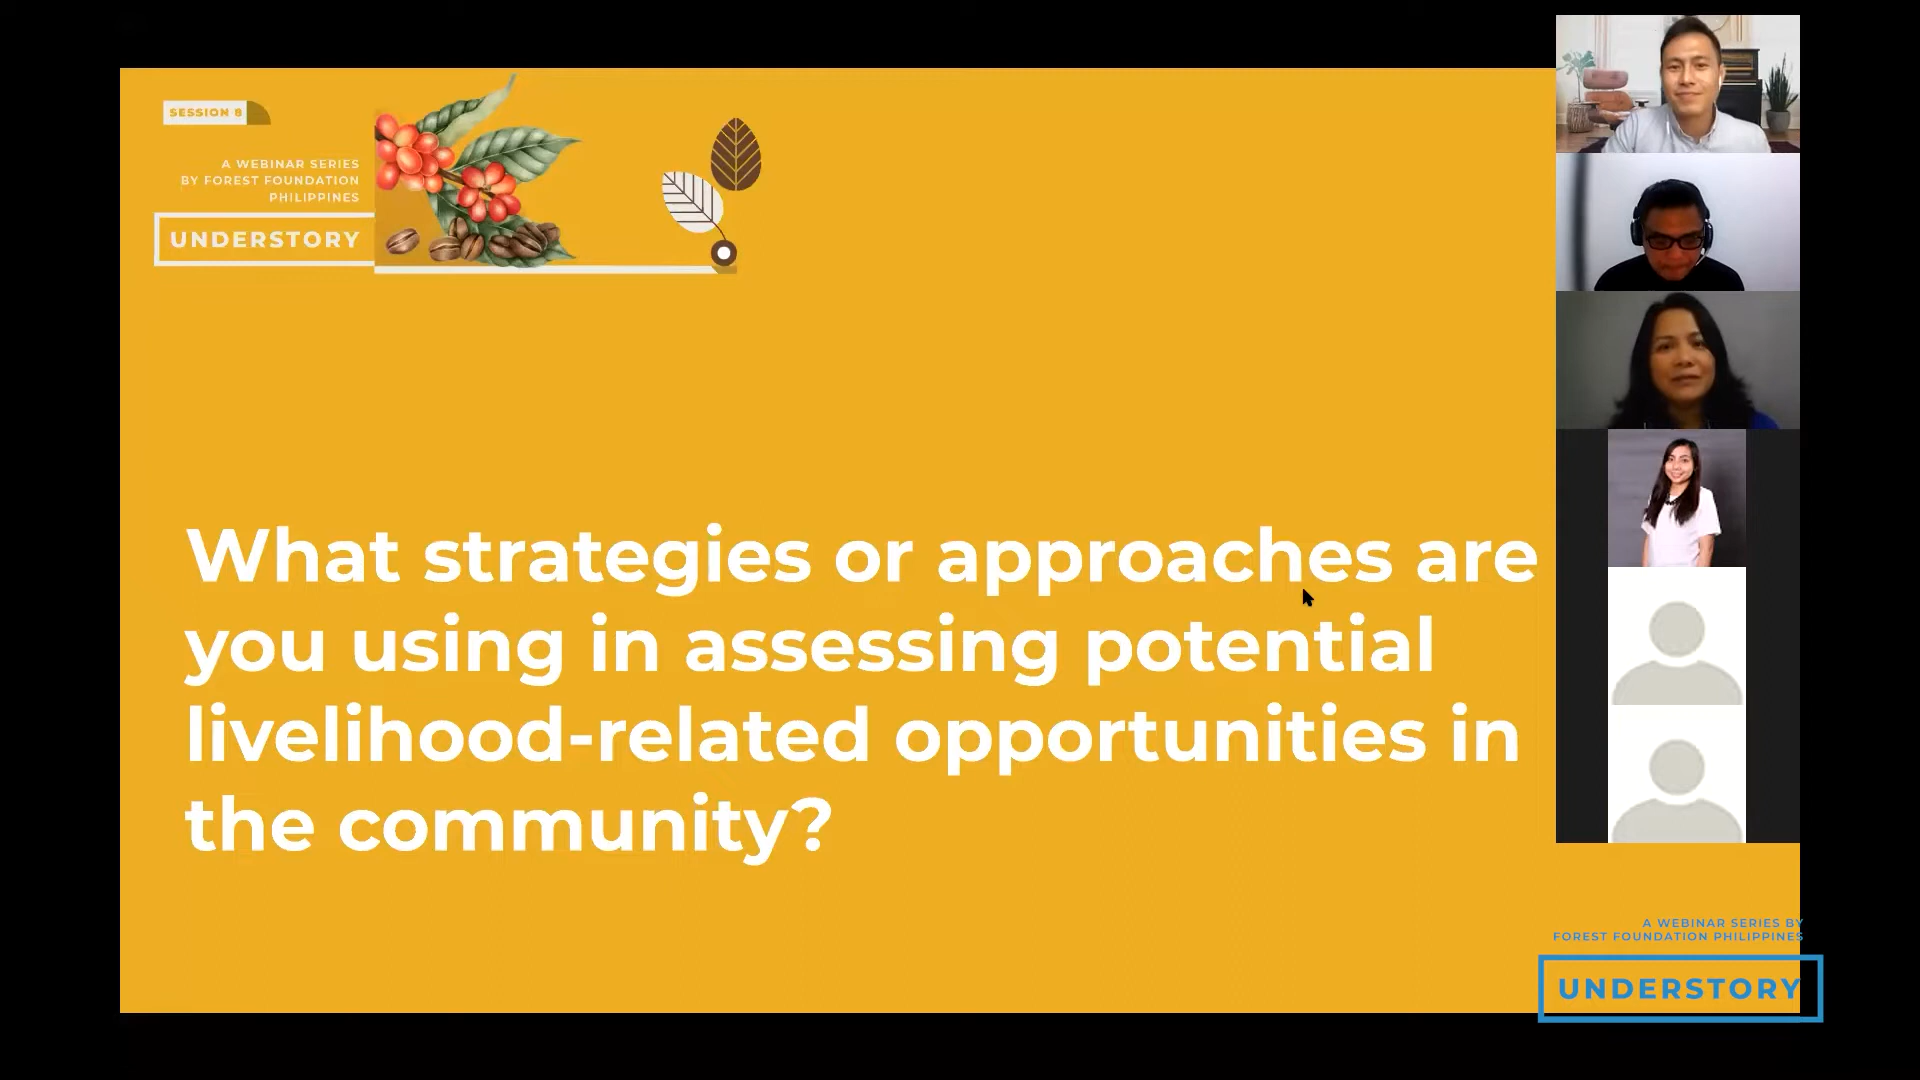 SESSION 8
A WEBINAR SERIES
BY FOREST FOUNDATION
PHILIPPINES
UNDERSTORY
What strategies or approaches are
you using in assessing potential
livelihood-related opportunities in
the community?
A WEBINAR SERIES BY
FOREST FOUNDATION PHILIPPINES
UNDERSTORY